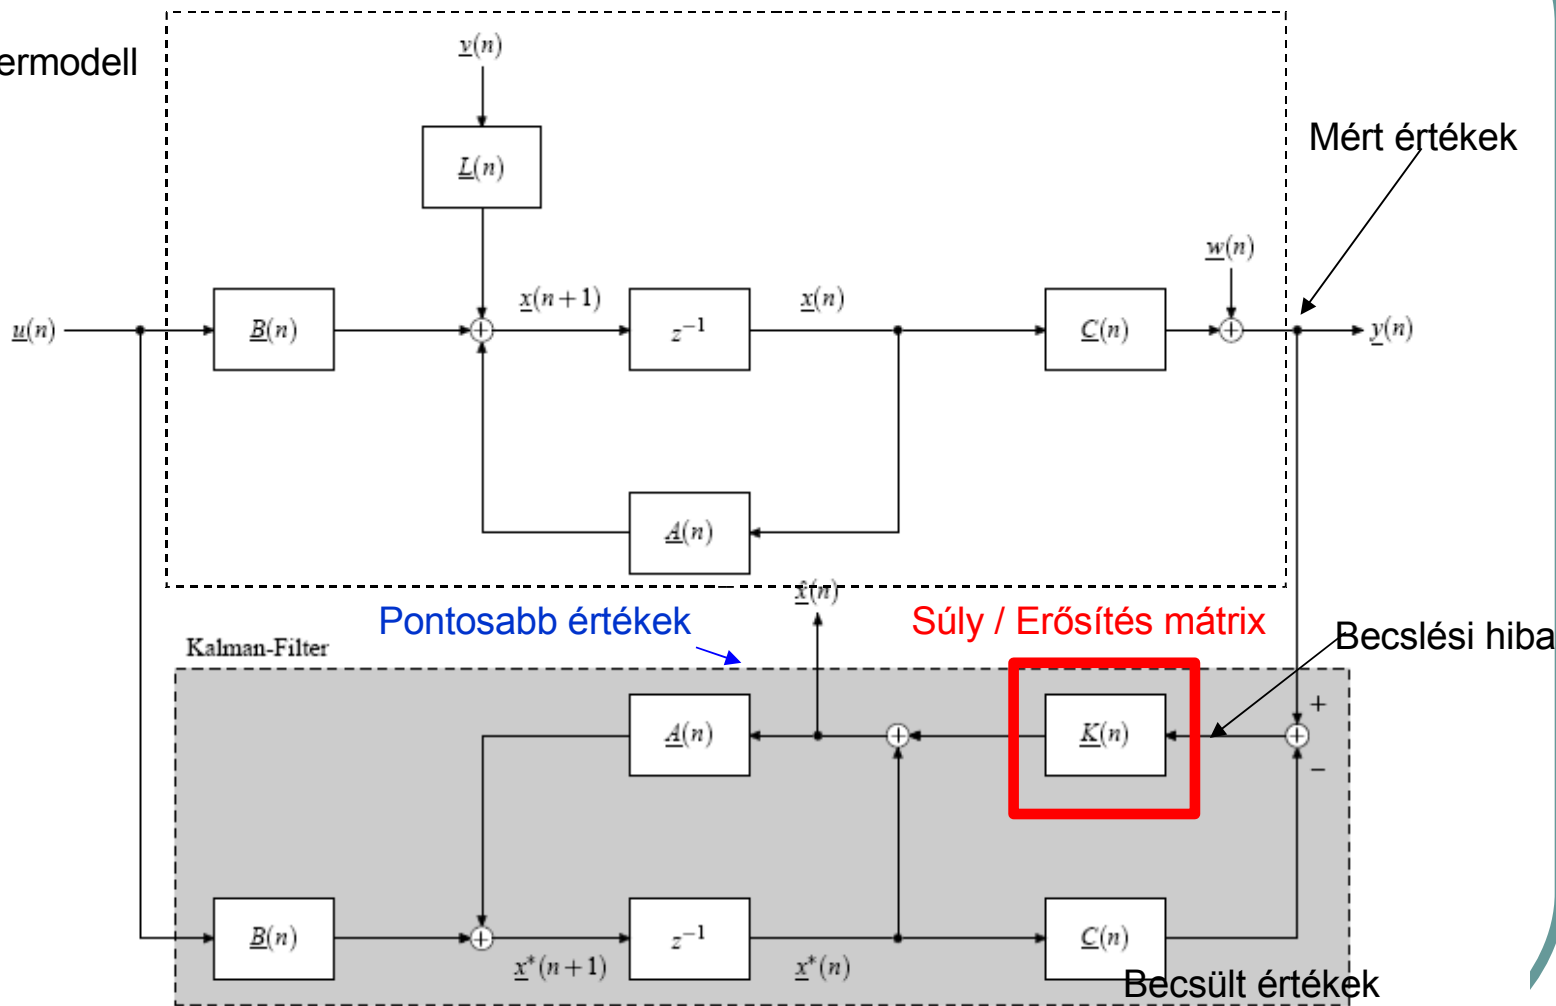 ermodell
v(n)
L(n)
Mért értékek
w(n)
u(n)
B(n)
x(n+1)
z⁻¹
x(n)
C(n)
y(n)
A(n)
x̂(n)
Pontosabb értékek
Súly / Erősítés mátrix
Becslési hiba
Kalman-Filter
A(n)
K(n)
+
−
B(n)
x*(n+1)
z⁻¹
x*(n)
C(n)
Becsült értékek